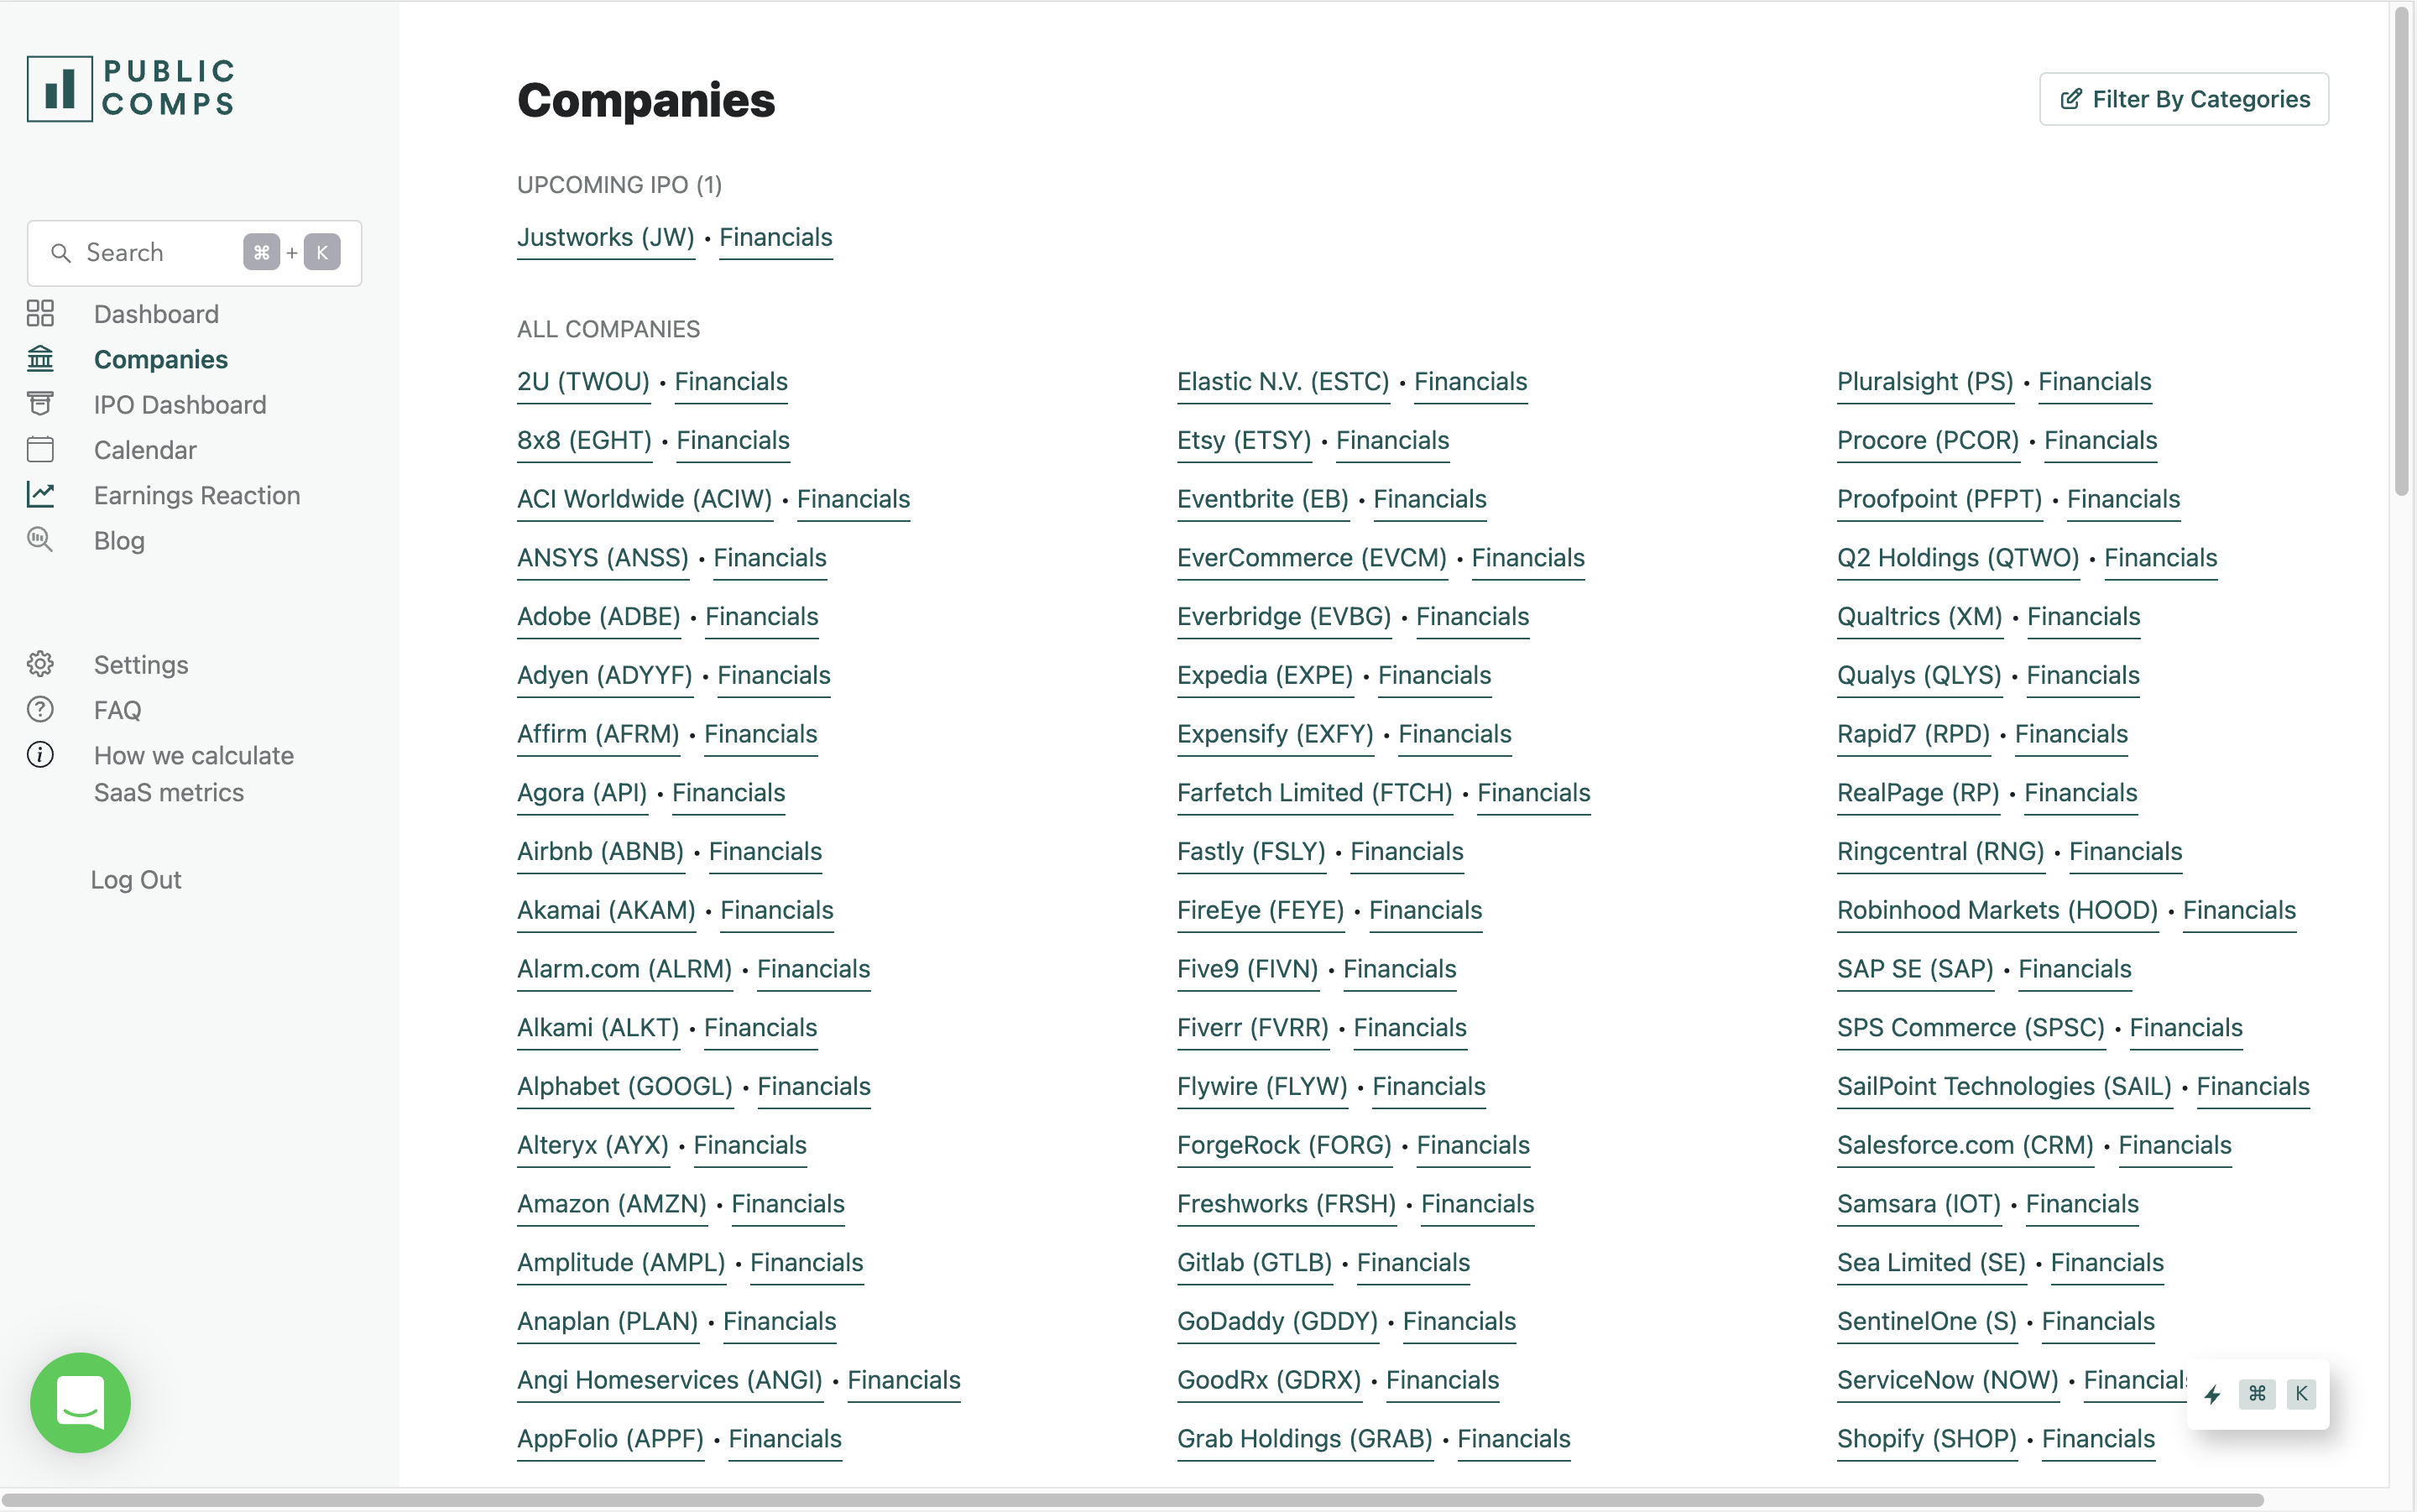 PUBLIC
COMPS
Search ⌘ + K
Dashboard
Companies
IPO Dashboard
Calendar
Earnings Reaction
Blog
Settings
FAQ
How we calculate
SaaS metrics
Log Out
Companies
Filter By Categories
UPCOMING IPO (1)
Justworks (JW) • Financials
ALL COMPANIES
2U (TWOU) • Financials
8x8 (EGHT) • Financials
ACI Worldwide (ACIW) • Financials
ANSYS (ANSS) • Financials
Adobe (ADBE) • Financials
Adyen (ADYYF) • Financials
Affirm (AFRM) • Financials
Agora (API) • Financials
Airbnb (ABNB) • Financials
Akamai (AKAM) • Financials
Alarm.com (ALRM) • Financials
Alkami (ALKT) • Financials
Alphabet (GOOGL) • Financials
Alteryx (AYX) • Financials
Amazon (AMZN) • Financials
Amplitude (AMPL) • Financials
Anaplan (PLAN) • Financials
Angi Homeservices (ANGI) • Financials
AppFolio (APPF) • Financials
Elastic N.V. (ESTC) • Financials
Etsy (ETSY) • Financials
Eventbrite (EB) • Financials
EverCommerce (EVCM) • Financials
Everbridge (EVBG) • Financials
Expedia (EXPE) • Financials
Expensify (EXFY) • Financials
Farfetch Limited (FTCH) • Financials
Fastly (FSLY) • Financials
FireEye (FEYE) • Financials
Five9 (FIVN) • Financials
Fiverr (FVRR) • Financials
Flywire (FLYW) • Financials
ForgeRock (FORG) • Financials
Freshworks (FRSH) • Financials
Gitlab (GTLB) • Financials
GoDaddy (GDDY) • Financials
GoodRx (GDRX) • Financials
Grab Holdings (GRAB) • Financials
Pluralsight (PS) • Financials
Procore (PCOR) • Financials
Proofpoint (PFPT) • Financials
Q2 Holdings (QTWO) • Financials
Qualtrics (XM) • Financials
Qualys (QLYS) • Financials
Rapid7 (RPD) • Financials
RealPage (RP) • Financials
Ringcentral (RNG) • Financials
Robinhood Markets (HOOD) • Financials
SAP SE (SAP) • Financials
SPS Commerce (SPSC) • Financials
SailPoint Technologies (SAIL) • Financials
Salesforce.com (CRM) • Financials
Samsara (IOT) • Financials
Sea Limited (SE) • Financials
SentinelOne (S) • Financials
ServiceNow (NOW) • Financials
Shopify (SHOP) • Financials
⌘ K